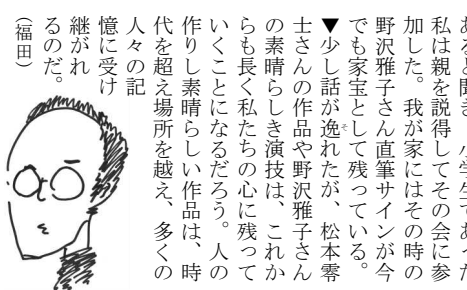 あると聞き、小学生であった
私は親を説得してその会に参
加した。我が家にはその時の
野沢雅子さん直筆サインが今
でも家宝として残っている。
▼少し話が逸れたが、松本零
そ
士さんの作品や野沢雅子さん
の素晴らしき演技は、これか
らも長く私たちの心に残って
いくことになるだろう。人の
作りし素晴らしい作品は、時
代を超え場所を越え、多くの
人々の記
憶に受け
継がれ
るのだ。
(福田)